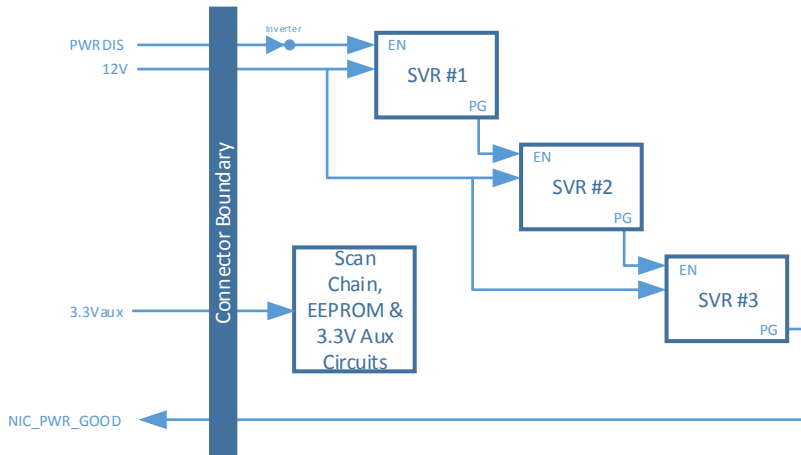 Inverter
PWRDIS
EN
12V
SVR #1
PG
Connector Boundary
EN
SVR #2
PG
Scan
Chain,
EEPROM &
3.3V Aux
Circuits
EN
SVR #3
3.3Vaux
PG
NIC_PWR_GOOD